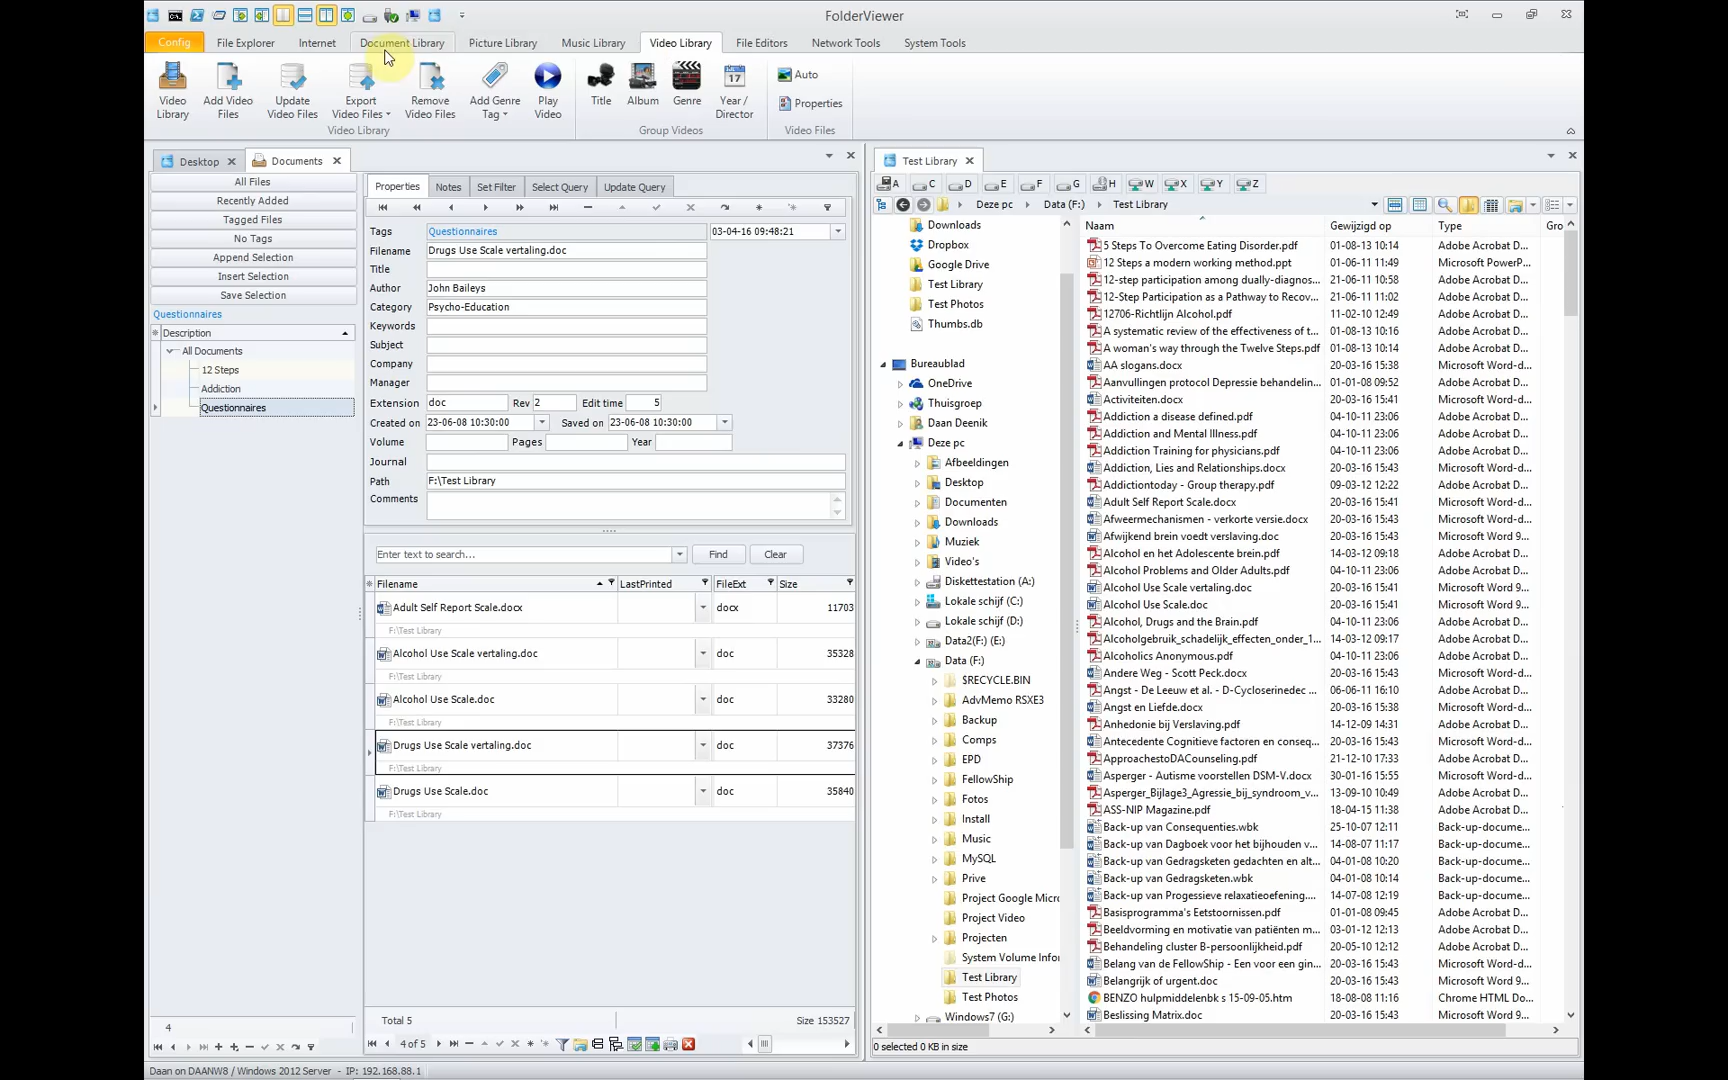 FolderViewer
Config File Explorer Internet Document Library Picture Library Music Library Video Library File Editors Network Tools System Tools
Video Library
Add Video Files
Update Video Files
Export Video Files
Remove Video Files
Add Genre Tag
Play Video
Title
Album
Genre
Year / Director
Auto
Properties
Video Library Group Videos Video Files
Desktop Documents
All Files
Recently Added
Tagged Files
No Tags
Append Selection
Insert Selection
Save Selection
Questionnaires
Description
All Documents
12 Steps
Addiction
Questionnaires
4
Properties Notes Set Filter Select Query Update Query
Tags Questionnaires 03-04-16 09:48:21
Filename Drugs Use Scale vertaling.doc
Title
Author John Baileys
Category Psycho-Education
Keywords
Subject
Company
Manager
Extension doc Rev 2 Edit time 5
Created on 23-06-08 10:30:00 Saved on 23-06-08 10:30:00
Volume Pages Year
Journal
Path F:\Test Library
Comments
Enter text to search... Find Clear
Filename LastPrinted FileExt Size
Adult Self Report Scale.docx docx 11703
F:\Test Library
Alcohol Use Scale vertaling.doc doc 35328
F:\Test Library
Alcohol Use Scale.doc doc 33280
F:\Test Library
Drugs Use Scale vertaling.doc doc 37376
F:\Test Library
Drugs Use Scale.doc doc 35840
F:\Test Library
Total 5 Size 153527
4 of 5
Test Library
A C D E F G H W X Y Z
Deze pc Data (F:) Test Library
Downloads
Dropbox
Google Drive
Test Library
Test Photos
Thumbs.db
Bureaublad
OneDrive
Thuisgroep
Daan Deenik
Deze pc
Afbeeldingen
Desktop
Documenten
Downloads
Muziek
Video's
Diskettestation (A:)
Lokale schijf (C:)
Lokale schijf (D:)
Data2(F:) (E:)
Data (F:)
$RECYCLE.BIN
AdvMemo RSXE3
Backup
Comps
EPD
FellowShip
Fotos
Install
Music
MySQL
Prive
Project Google Micro
Project Video
Projecten
System Volume Infor
Test Library
Test Photos
Windows7 (G:)
Naam Gewijzigd op Type Gro
5 Steps To Overcome Eating Disorder.pdf 01-08-13 10:14 Adobe Acrobat D...
12 Steps a modern working method.ppt 01-06-11 11:49 Microsoft PowerP...
12-step participation among dually-diagnos... 21-06-11 16:10 Adobe Acrobat D...
12-Step Participation as a Pathway to Recov... 21-06-11 11:02 Adobe Acrobat D...
12706-Richtlijn Alcohol.pdf 11-02-10 12:49 Adobe Acrobat D...
A systematic review of the effectiveness of t... 01-08-13 10:16 Adobe Acrobat D...
A woman's way through the Twelve Steps.pdf 01-08-13 10:14 Adobe Acrobat D...
AA slogans.docx 20-03-16 15:38 Microsoft Word-d...
Aanvullingen protocol Depressie behandelin... 01-01-08 09:52 Adobe Acrobat D...
Activiteiten.docx 20-03-16 15:43 Microsoft Word-d...
Addiction a disease defined.pdf 04-10-11 23:06 Adobe Acrobat D...
Addiction and Mental Illness.pdf 04-10-11 23:06 Adobe Acrobat D...
Addiction Training for physicians.pdf 04-10-11 23:06 Adobe Acrobat D...
Addiction, Lies and Relationships.docx 20-03-16 15:43 Microsoft Word-d...
Addictiontoday - Group therapy.pdf 09-03-12 12:22 Adobe Acrobat D...
Adult Self Report Scale.docx 20-03-16 15:41 Microsoft Word-d...
Afweermechanismen - verkorte versie.docx 20-03-16 15:43 Microsoft Word-d...
Afwijkend brein voedt verslaving.doc 20-03-16 15:43 Microsoft Word-d...
Alcohol en het Adolescente brein.pdf 14-03-12 09:18 Adobe Acrobat D...
Alcohol Problems and Older Adults.pdf 04-10-11 23:06 Adobe Acrobat D...
Alcohol Use Scale vertaling.doc 20-03-16 15:41 Microsoft Word 9...
Alcohol Use Scale.doc 20-03-16 15:41 Microsoft Word 9...
Alcohol, Drugs and the Brain.pdf 04-10-11 23:06 Adobe Acrobat D...
Alcoholgebruik_schadelijk_effecten_onder_1... 14-03-12 09:17 Adobe Acrobat D...
Alcoholics Anonymous.pdf 04-10-11 23:06 Adobe Acrobat D...
Andere Weg - Scott Peck.docx 20-03-16 15:43 Microsoft Word-d...
Angst - De Leeuw et al. - D-Cycloserinedec ... 06-06-11 16:10 Adobe Acrobat D...
Angst en Liefde.docx 20-03-16 15:38 Microsoft Word-d...
Anhedonie bij Verslaving.pdf 14-12-09 14:31 Adobe Acrobat D...
Antecedente Cognitieve factoren en conseq... 20-03-16 15:43 Microsoft Word-d...
ApproachestoDACounseling.pdf 21-12-10 17:33 Adobe Acrobat D...
Asperger - Autisme voorstellen DSM-V.docx 30-01-16 15:55 Microsoft Word-d...
Asperger_Bijlage3_Agressie_bij_syndroom_v... 13-09-10 10:49 Adobe Acrobat D...
ASS-NIP Magazine.pdf 18-04-15 11:38 Adobe Acrobat D...
Back-up van Consequenties.wbk 25-10-07 12:11 Back-up-docume...
Back-up van Dagboek voor het bijhouden v... 14-08-07 11:17 Back-up-docume...
Back-up van Gedragsketen gedachten en alt... 04-01-08 10:20 Back-up-docume...
Back-up van Gedragsketen.wbk 04-01-08 10:14 Back-up-docume...
Back-up van Progessieve relaxatieoefening.... 14-07-08 12:19 Back-up-docume...
Basisprogramma's Eetstoornissen.pdf 01-01-08 09:45 Adobe Acrobat D...
Beeldvorming en motivatie van patiënten m... 03-01-12 12:13 Adobe Acrobat D...
Behandeling cluster B-persoonlijkheid.pdf 20-05-10 12:12 Adobe Acrobat D...
Belang van de FellowShip - Een voor een gin... 20-03-16 15:43 Microsoft Word-d...
Belangrijk of urgent.doc 20-03-16 15:43 Microsoft Word 9...
BENZO hulpmiddelenbk s 15-09-05.htm 18-08-08 11:16 Chrome HTML Do...
Beslissing Matrix.doc 20-03-16 15:43 Microsoft Word 9...
0 selected 0 KB in size
Daan on DAANW8 / Windows 2012 Server - IP: 192.168.88.1